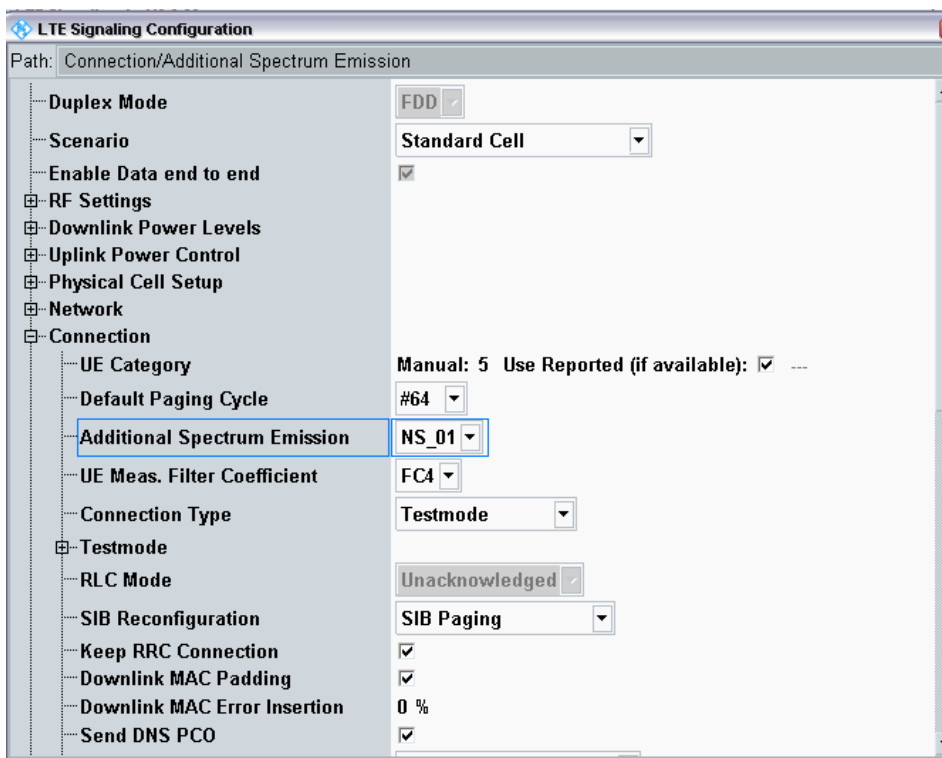 LTE Signaling Configuration
Path: Connection/Additional Spectrum Emission
Duplex Mode FDD
Scenario Standard Cell
Enable Data end to end
RF Settings
Downlink Power Levels
Uplink Power Control
Physical Cell Setup
Network
Connection
UE Category Manual: 5 Use Reported (if available): ---
Default Paging Cycle #64
Additional Spectrum Emission NS_01
UE Meas. Filter Coefficient FC4
Connection Type Testmode
Testmode
RLC Mode Unacknowledged
SIB Reconfiguration SIB Paging
Keep RRC Connection
Downlink MAC Padding
Downlink MAC Error Insertion 0 %
Send DNS PCO